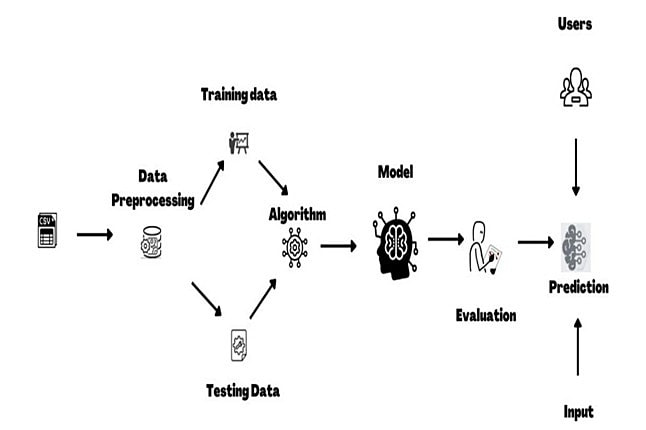 Users
Training data
Data
Preprocessing
Model
CSV
Algorithm
Prediction
Evaluation
Testing Data
Input